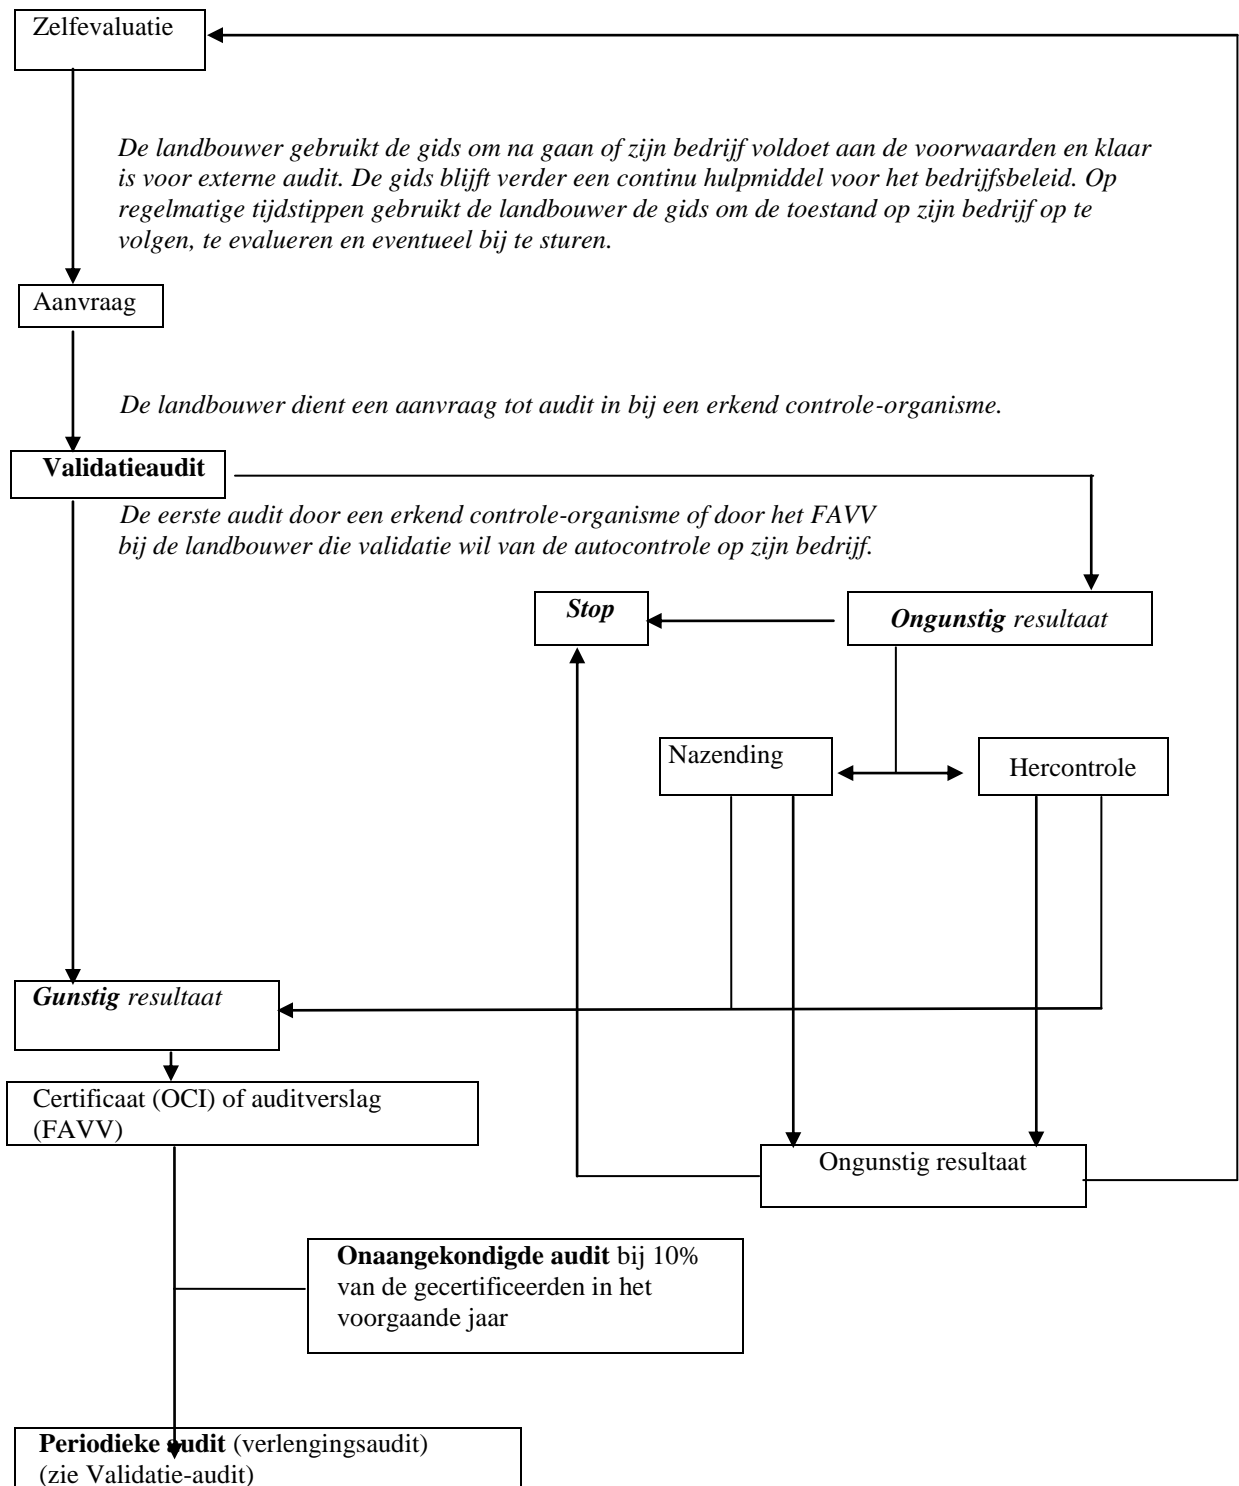 Zelfevaluatie
De landbouwer gebruikt de gids om na gaan of zijn bedrijf voldoet aan de voorwaarden en klaar
is voor externe audit. De gids blijft verder een continu hulpmiddel voor het bedrijfsbeleid. Op
regelmatige tijdstippen gebruikt de landbouwer de gids om de toestand op zijn bedrijf op te
volgen, te evalueren en eventueel bij te sturen.
Aanvraag
De landbouwer dient een aanvraag tot audit in bij een erkend controle-organisme.
Validatieaudit
De eerste audit door een erkend controle-organisme of door het FAVV
bij de landbouwer die validatie wil van de autocontrole op zijn bedrijf.
Stop
Ongunstig resultaat
Nazending
Hercontrole
Gunstig resultaat
Certificaat (OCI) of auditverslag
(FAVV)
Ongunstig resultaat
Onaangekondigde audit bij 10%
van de gecertificeerden in het
voorgaande jaar
Periodieke audit (verlengingsaudit)
(zie Validatie-audit)